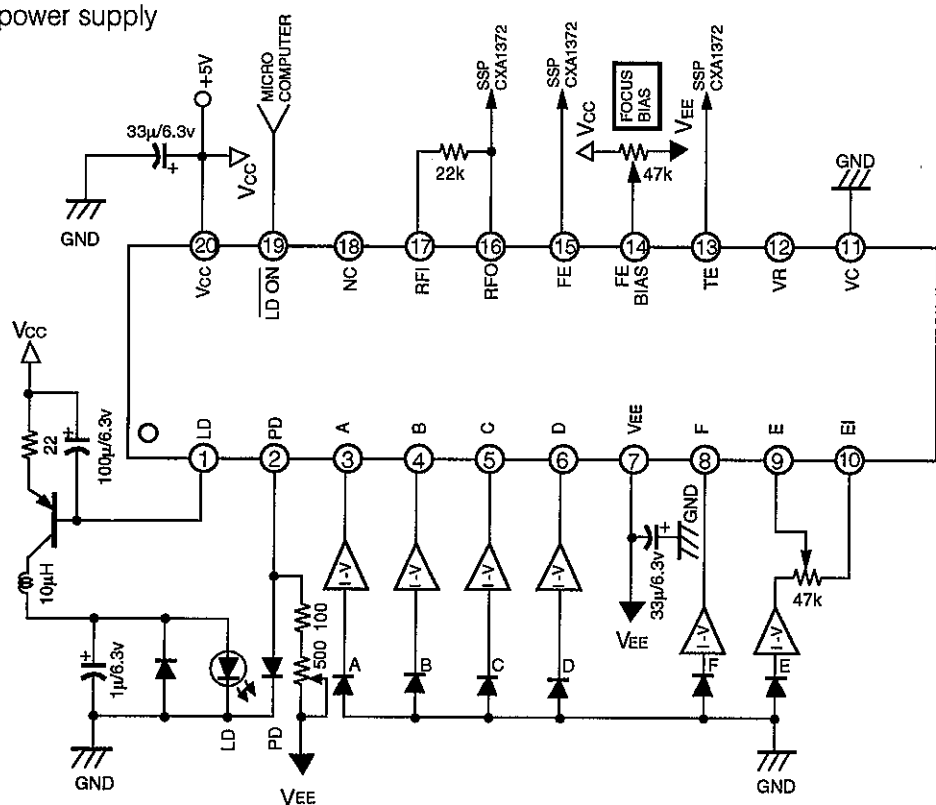 power supply
+5V
MICRO
COMPUTER
SSP
CXA1372
SSP
CXA1372
FOCUS
BIAS
SSP
CXA1372
33µ/6.3v
+
VCC
22k
VCC
VEE
47k
GND
GND
20
19
18
17
16
15
14
13
12
11
VCC
LD ON
NC
RFI
RFO
FE
FE
BIAS
TE
VR
VC
VCC
22
+
100µ/6.3v
LD
PD
A
B
C
D
VEE
F
E
EI
1
2
3
4
5
6
7
8
9
10
10µH
I-V
I-V
I-V
I-V
+
33µ/6.3v
GND
VEE
I-V
I-V
47k
+
1µ/6.3v
100
500
A
B
C
D
F
E
LD
PD
GND
VEE
GND